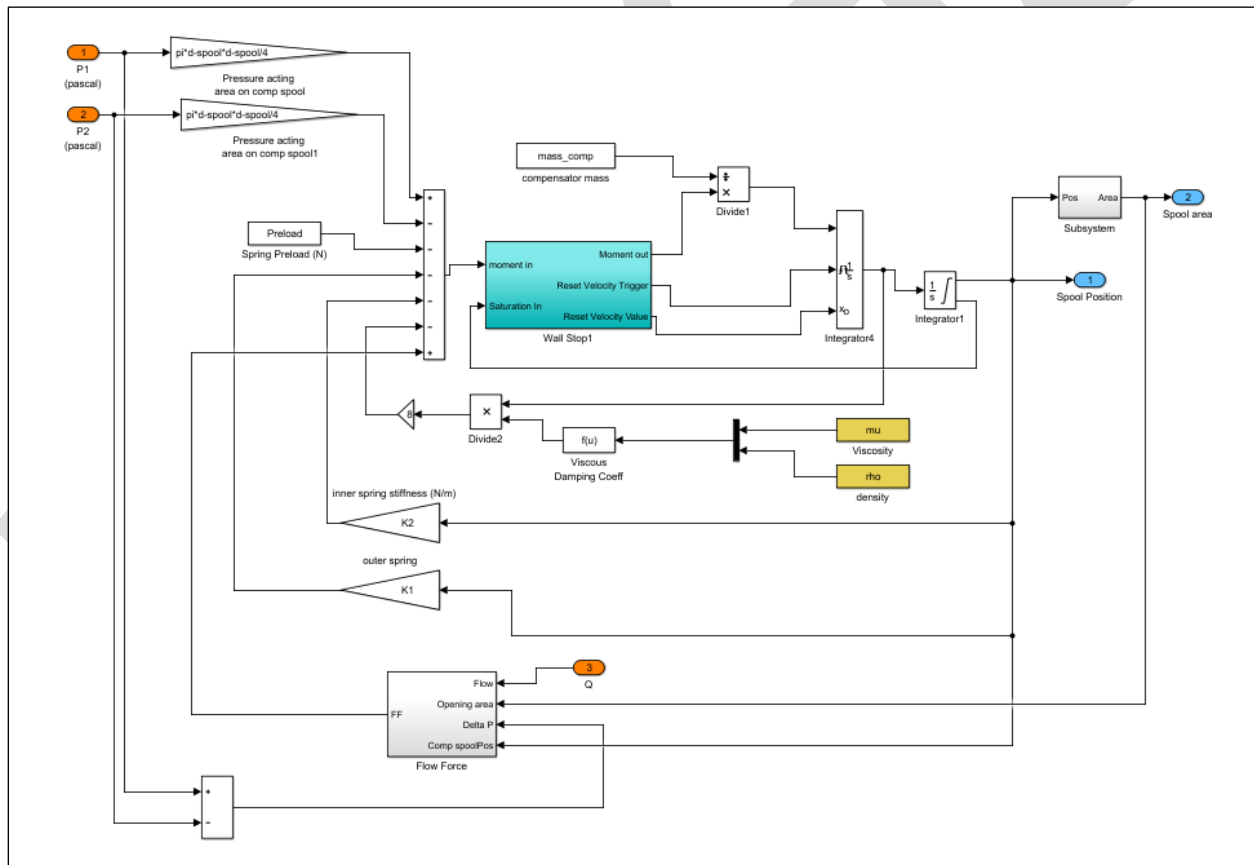 1
P1
(pascal)
pi*d-spool*d-spool/4
Pressure acting
area on comp spool
2
P2
(pascal)
pi*d-spool*d-spool/4
Pressure acting
area on comp spool1
mass_comp
compensator mass
÷
×
Divide1
Pos
Area
Subsystem
2
Spool area
+
−
−
−
−
−
+
Preload
Spring Preload (N)
moment in
Saturation In
Moment out
Reset Velocity Trigger
Reset Velocity Value
Wall Stop1
1
s
xo
Integrator4
1
s
Integrator1
1
Spool Position
8
×
Divide2
f(u)
Viscous
Damping Coeff
mu
Viscosity
rho
density
inner spring stiffness (N/m)
K2
outer spring
K1
3
Q
FF
Flow
Opening area
Delta P
Comp spoolPos
Flow Force
+
−